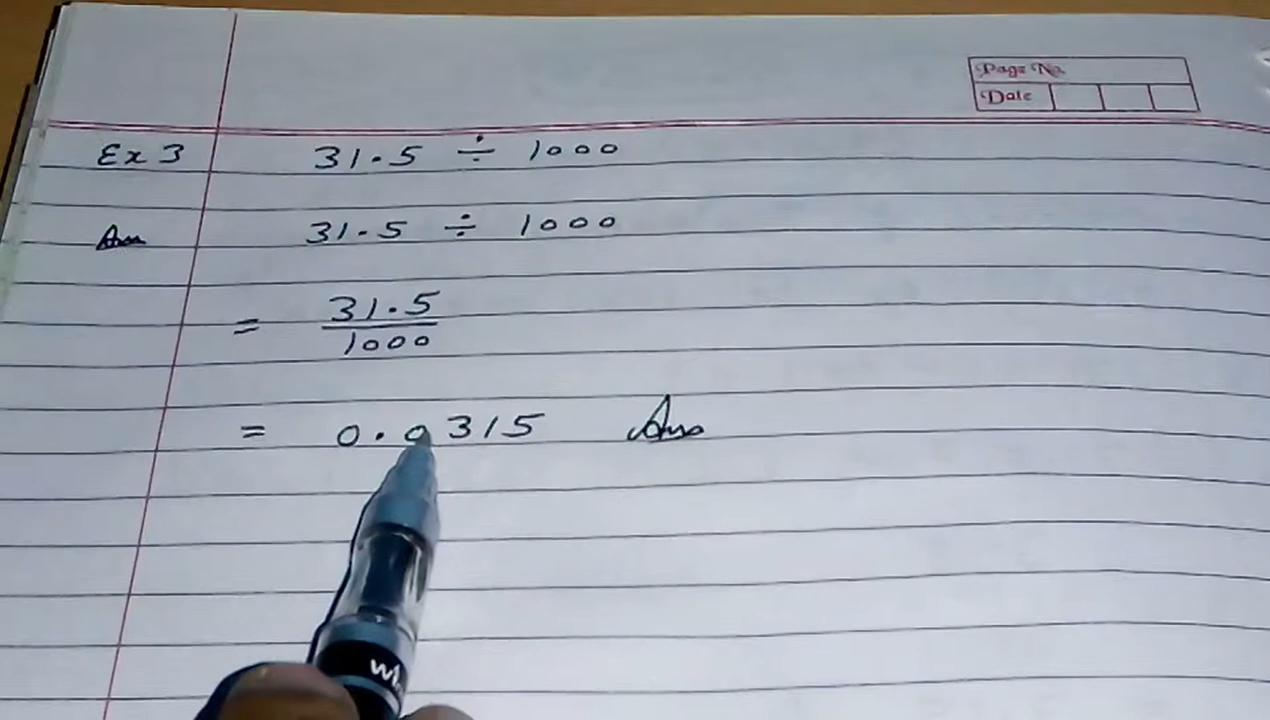 Page No.
Date
Ex 3 31.5 ÷ 1000
Ans 31.5 ÷ 1000
= 31.5
1000
= 0.0315 Ans